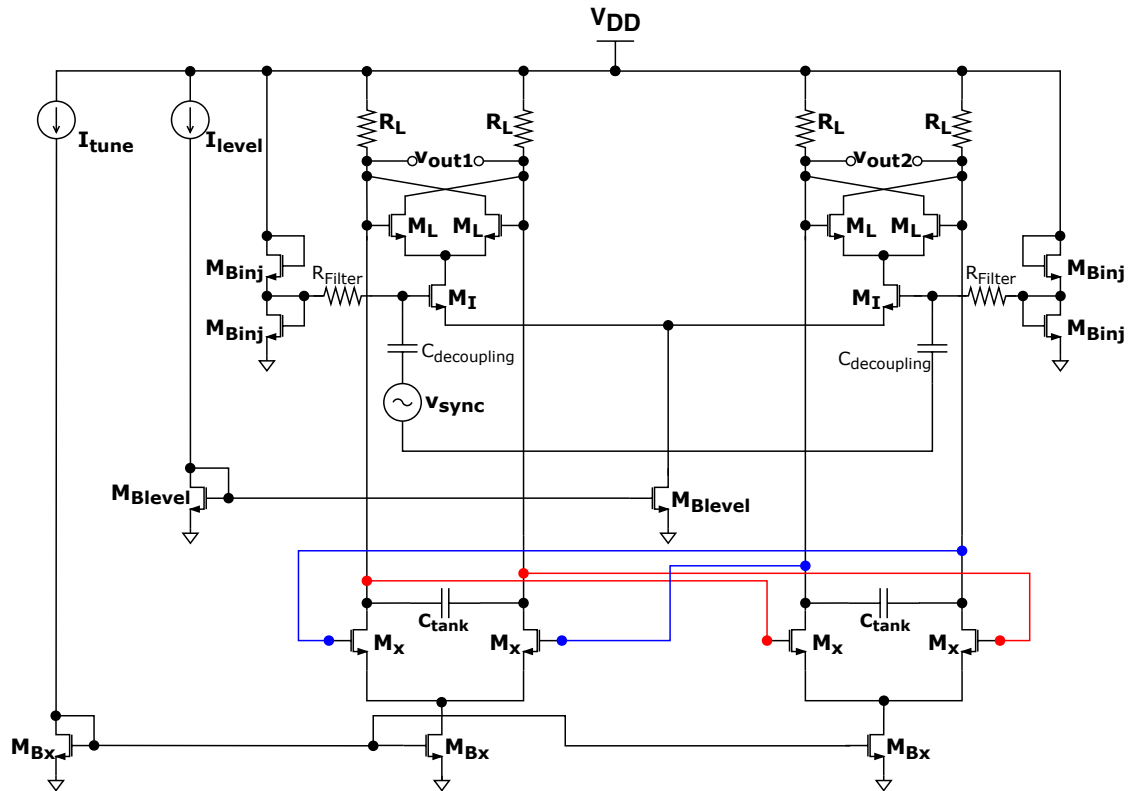 VDD
RL
RL
RL
RL
Itune
Ilevel
vout1
vout2
ML
ML
ML
ML
MBinj
RFilter
MI
MI
RFilter
MBinj
MBinj
MBinj
Cdecoupling
Cdecoupling
vsync
MBlevel
MBlevel
Ctank
Ctank
Mx
Mx
Mx
Mx
MBx
MBx
MBx